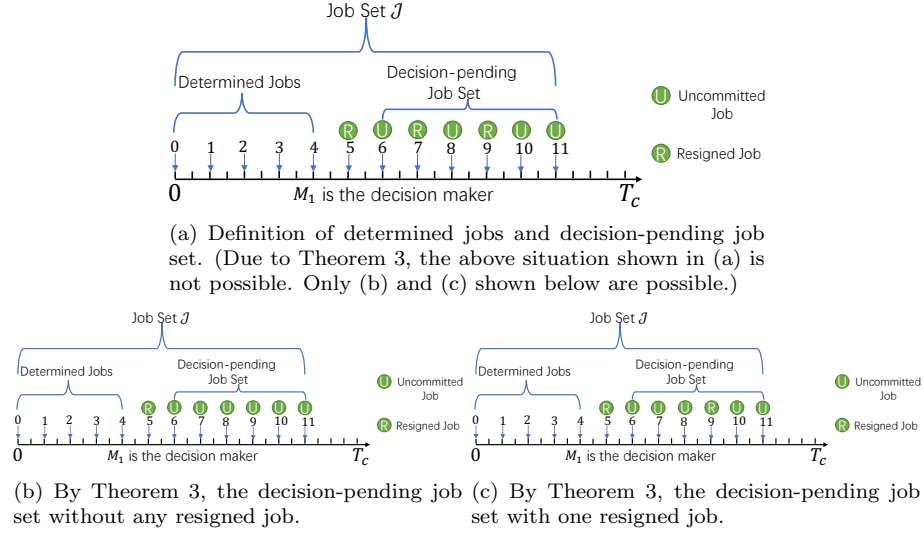 Job Set 𝒥
Determined Jobs
Decision-pending
Job Set
U Uncommitted
Job
R Resigned Job
R U R U R U U
0 1 2 3 4 5 6 7 8 9 10 11
0 M₁ is the decision maker T_c
(a) Definition of determined jobs and decision-pending job
set. (Due to Theorem 3, the above situation shown in (a) is
not possible. Only (b) and (c) shown below are possible.)
Job Set 𝒥
Determined Jobs
Decision-pending
Job Set
U Uncommitted
Job
R Resigned Job
R U U U U U U
0 1 2 3 4 5 6 7 8 9 10 11
0 M₁ is the decision maker T_c
(b) By Theorem 3, the decision-pending job
set without any resigned job.
Job Set 𝒥
Determined Jobs
Decision-pending
Job Set
U Uncommitted
Job
R Resigned Job
R U U U R U U
0 1 2 3 4 5 6 7 8 9 10 11
0 M₁ is the decision maker T_c
(c) By Theorem 3, the decision-pending job
set with one resigned job.